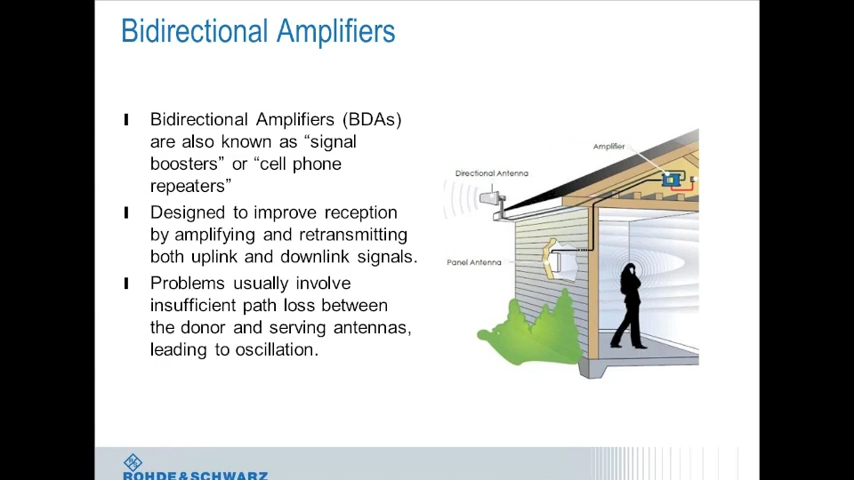 Bidirectional Amplifiers
Bidirectional Amplifiers (BDAs)
are also known as “signal
boosters” or “cell phone
repeaters”
Designed to improve reception
by amplifying and retransmitting
both uplink and downlink signals.
Problems usually involve
insufficient path loss between
the donor and serving antennas,
leading to oscillation.
Amplifier
Directional Antenna
Panel Antenna
ROHDE&SCHWARZ